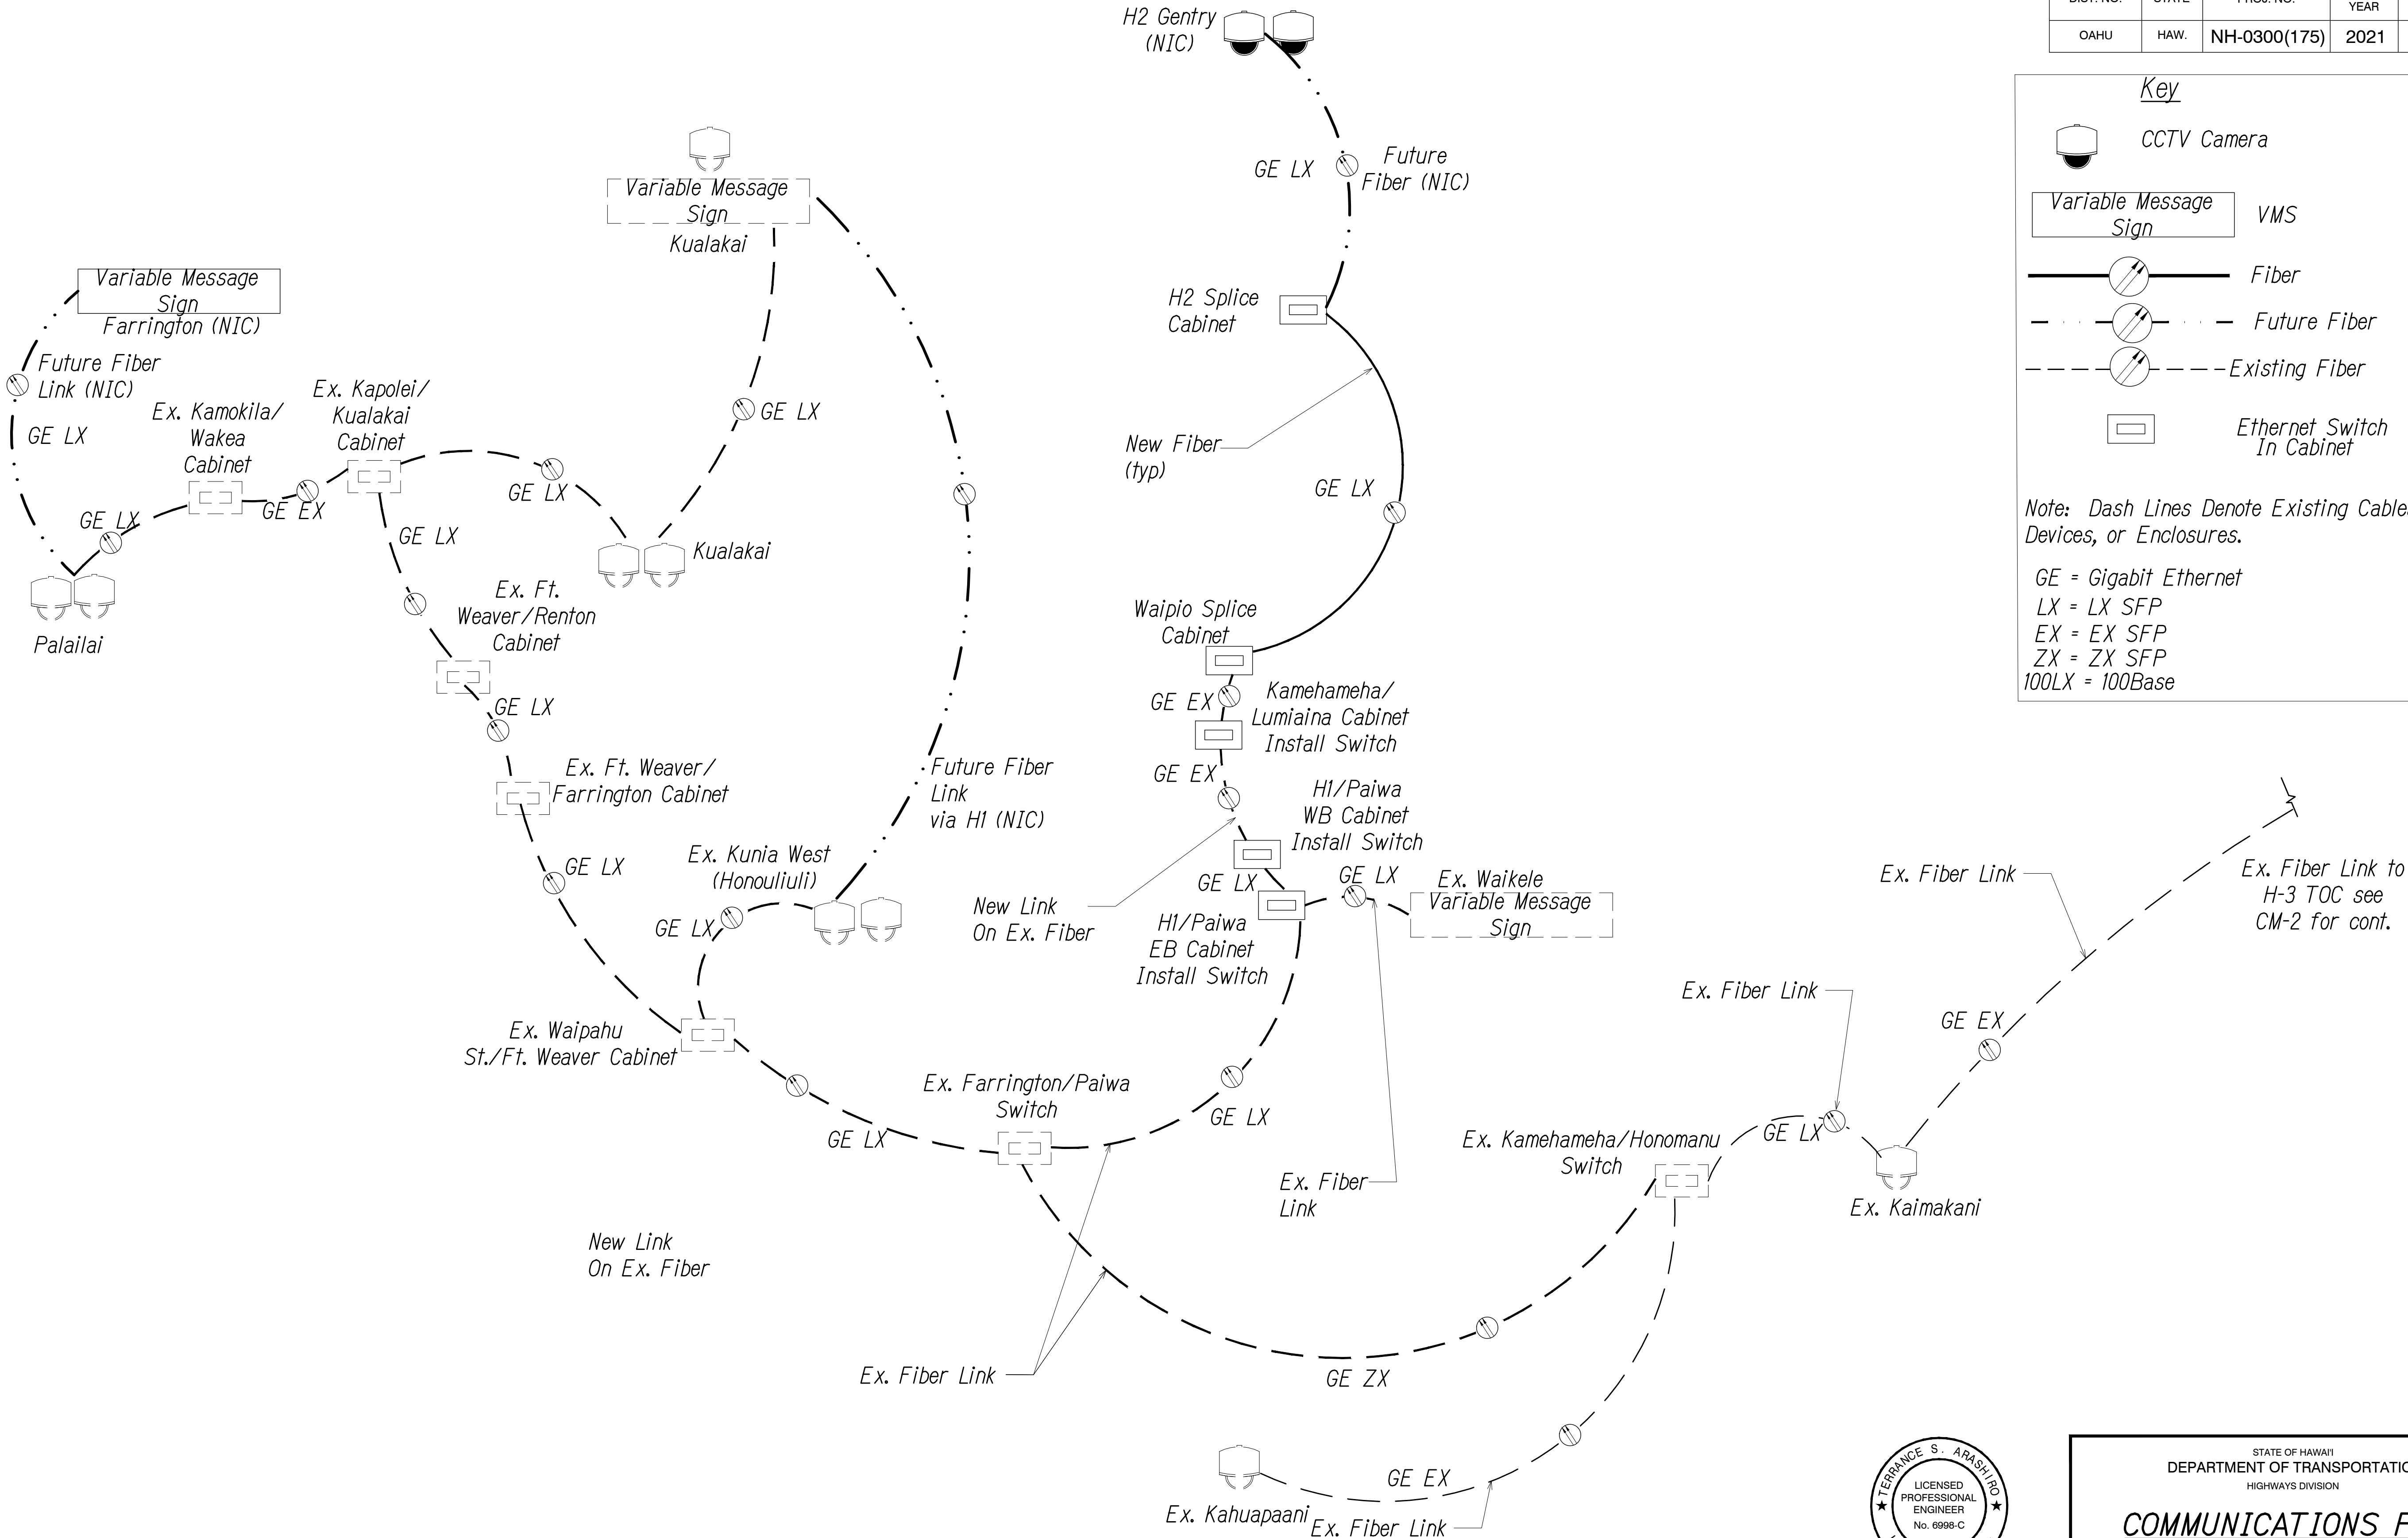 DIST. NO.
STATE
PROJ. NO.
YEAR
OAHU
HAW.
NH-0300(175)
2021
Key
CCTV Camera
Variable Message
Sign
VMS
Fiber
Future Fiber
Existing Fiber
Ethernet Switch
In Cabinet
Note: Dash Lines Denote Existing
Devices, or Enclosures.
GE = Gigabit Ethernet
LX = LX SFP
EX = EX SFP
ZX = ZX SFP
100LX = 100Base
H2 Gentry
(NIC)
GE LX
Future
Fiber (NIC)
H2 Splice
Cabinet
New Fiber
(typ)
GE LX
Variable Message
Sign
Kualakai
Variable Message
Sign
Farrington (NIC)
Future Fiber
Link (NIC)
GE LX
Ex. Kamokila/
Wakea
Cabinet
Ex. Kapolei/
Kualakai
Cabinet
GE LX
GE EX
GE LX
GE LX
GE LX
Kualakai
Palailai
Ex. Ft.
Weaver/Renton
Cabinet
GE LX
Ex. Ft. Weaver/
Farrington Cabinet
GE LX
Future Fiber
Link
via H1 (NIC)
Ex. Kunia West
(Honouliuli)
GE LX
Ex. Waipahu
St./Ft. Weaver Cabinet
GE LX
Waipio Splice
Cabinet
GE EX
Kamehameha/
Lumiaina Cabinet
Install Switch
GE EX
H1/Paiwa
WB Cabinet
Install Switch
GE LX
GE LX
Ex. Waikele
Variable Message
Sign
New Link
On Ex. Fiber
H1/Paiwa
EB Cabinet
Install Switch
Ex. Farrington/Paiwa
Switch
GE LX
Ex. Fiber
Link
New Link
On Ex. Fiber
Ex. Fiber Link
GE ZX
Ex. Kamehameha/Honomanu
Switch
GE LX
Ex. Fiber Link
Ex. Kaimakani
Ex. Fiber Link
GE EX
Ex. Fiber Link to
H-3 TOC see
CM-2 for cont.
Ex. Kahuapaani
GE EX
Ex. Fiber Link
TERRANCE S. ARASHIRO
LICENSED
PROFESSIONAL
ENGINEER
No. 6998-C
STATE OF HAWAI'I
DEPARTMENT OF
HIGHWAYS DIVISION
COMMUNICATIONS